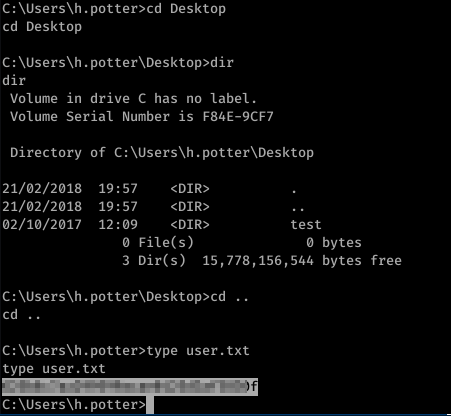 C:\Users\h.potter>cd Desktop
cd Desktop
C:\Users\h.potter\Desktop>dir
dir
 Volume in drive C has no label.
 Volume Serial Number is F84E-9CF7
 Directory of C:\Users\h.potter\Desktop
21/02/2018  19:57    <DIR>          .
21/02/2018  19:57    <DIR>          ..
02/10/2017  12:09    <DIR>          test
               0 File(s)              0 bytes
               3 Dir(s)  15,778,156,544 bytes free
C:\Users\h.potter\Desktop>cd ..
cd ..
C:\Users\h.potter>type user.txt
type user.txt
C:\Users\h.potter>